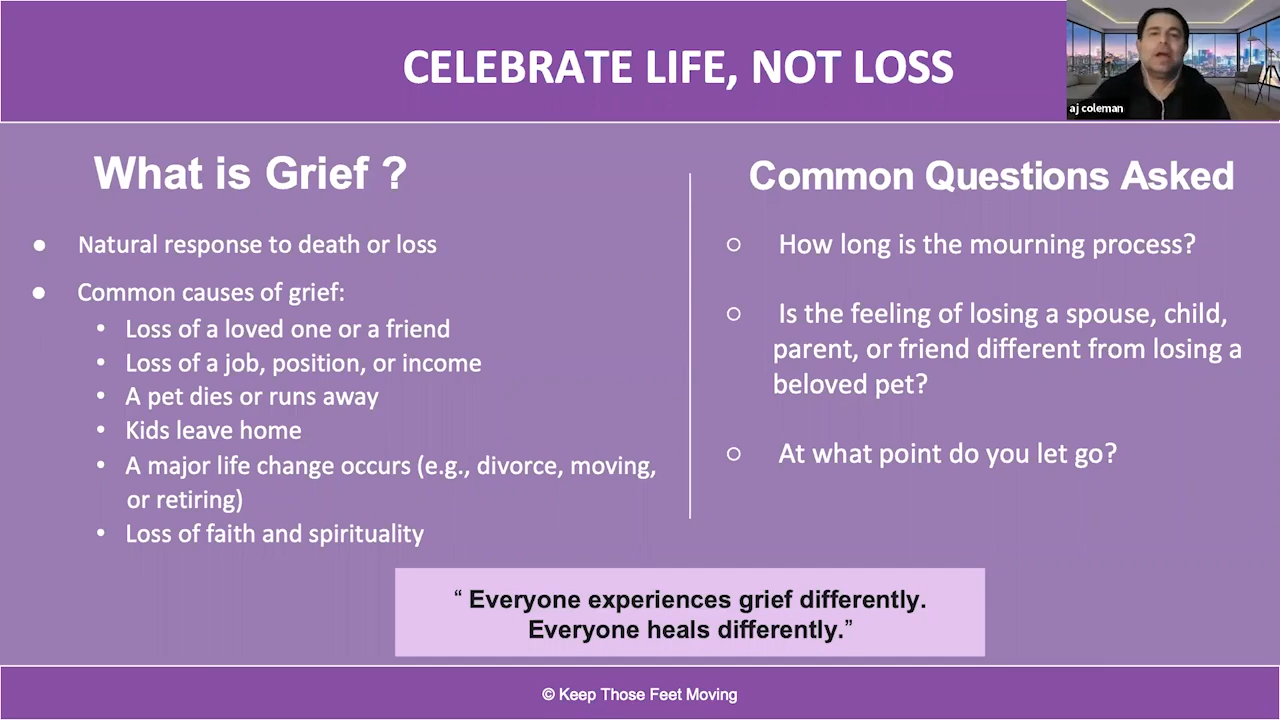 CELEBRATE LIFE, NOT LOSS
aj coleman
What is Grief ?
● Natural response to death or loss
● Common causes of grief:
• Loss of a loved one or a friend
• Loss of a job, position, or income
• A pet dies or runs away
• Kids leave home
• A major life change occurs (e.g., divorce, moving,
or retiring)
• Loss of faith and spirituality
Common Questions Asked
○ How long is the mourning process?
○ Is the feeling of losing a spouse, child,
parent, or friend different from losing a
beloved pet?
○ At what point do you let go?
“ Everyone experiences grief differently.
Everyone heals differently.”
© Keep Those Feet Moving